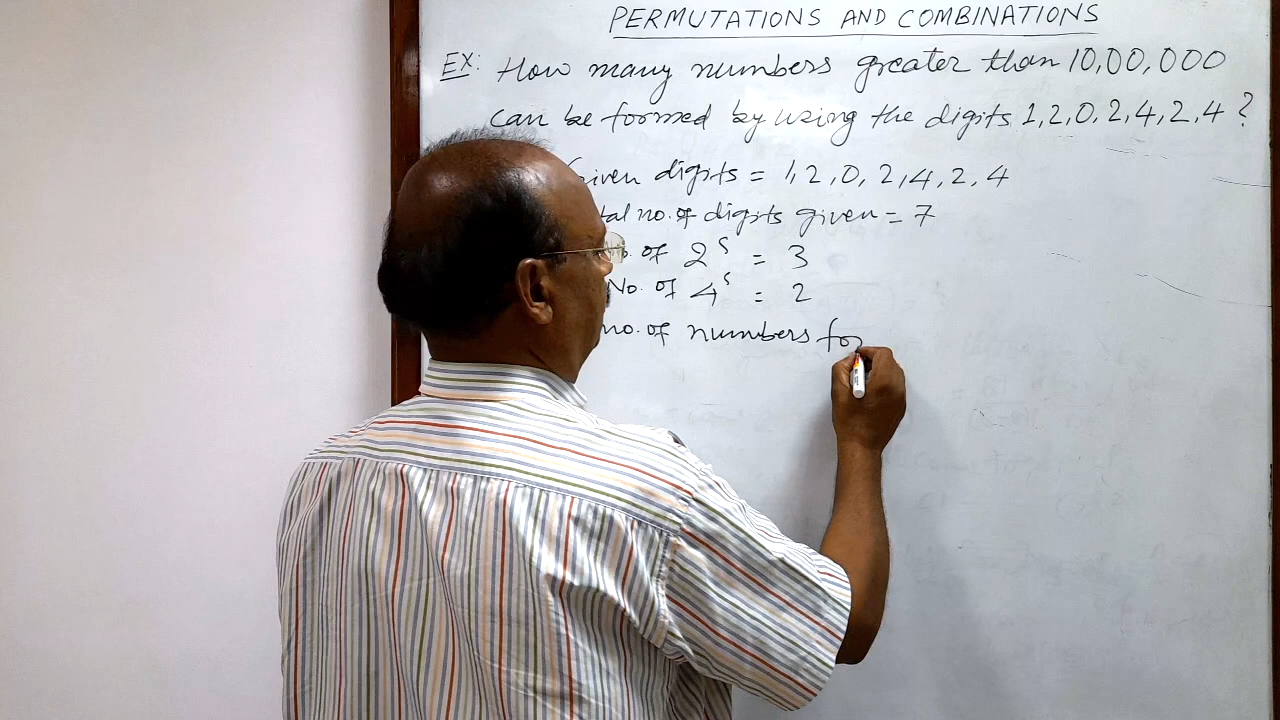 PERMUTATIONS AND COMBINATIONS
EX: How many numbers greater than 10,00,000
can be formed by using the digits 1,2,0,2,4,2,4?
digits = 1,2,0,2,4,2,4
no. of digits given = 7
of 2s = 3
No. of 4s = 2
no. of numbers for